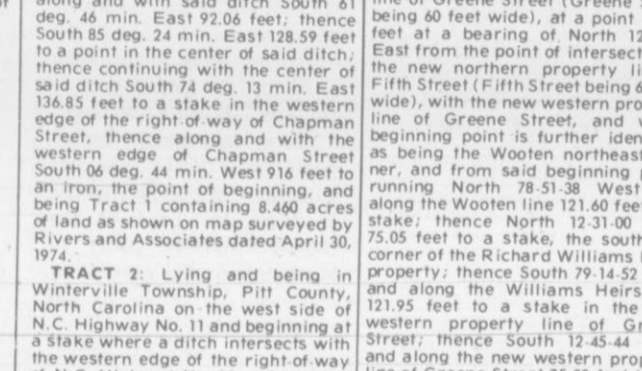 along and with said ditch South 61
deg. 46 min. East 92.06 feet; thence
South 85 deg. 24 min. East 128.59 feet
to a point in the center of said ditch;
thence continuing with the center of
said ditch South 74 deg. 13 min. East
136.85 feet to a stake in the western
edge of the right-of-way of Chapman
Street, thence along and with the
western edge of Chapman Street
South 06 deg. 44 min. West 916 feet to
an iron, the point of beginning, and
being Tract 1 containing 8.460 acres
of land as shown on map surveyed by
Rivers and Associates dated April 30,
1974.
TRACT 2: Lying and being in
Winterville Township, Pitt County,
North Carolina on the west side of
N.C. Highway No. 11 and beginning at
a stake where a ditch intersects with
the western edge of the right-of-way
line of Greene Street (Greene
being 60 feet wide), at a point
feet at a bearing of North 12
East from the point of intersect
the new northern property li
Fifth Street (Fifth Street being 6
wide), with the new western pro
line of Greene Street, and
beginning point is further iden
as being the Wooten northeast
ner, and from said beginning
running North 78-51-38 West
along the Wooten line 121.60 fee
stake; thence North 12-31-00
75.05 feet to a stake, the south
corner of the Richard Williams
property; thence South 79-14-52
and along the Williams Heirs
121.95 feet to a stake in the
western property line of Gr
Street; thence South 12-45-44
and along the new western prop